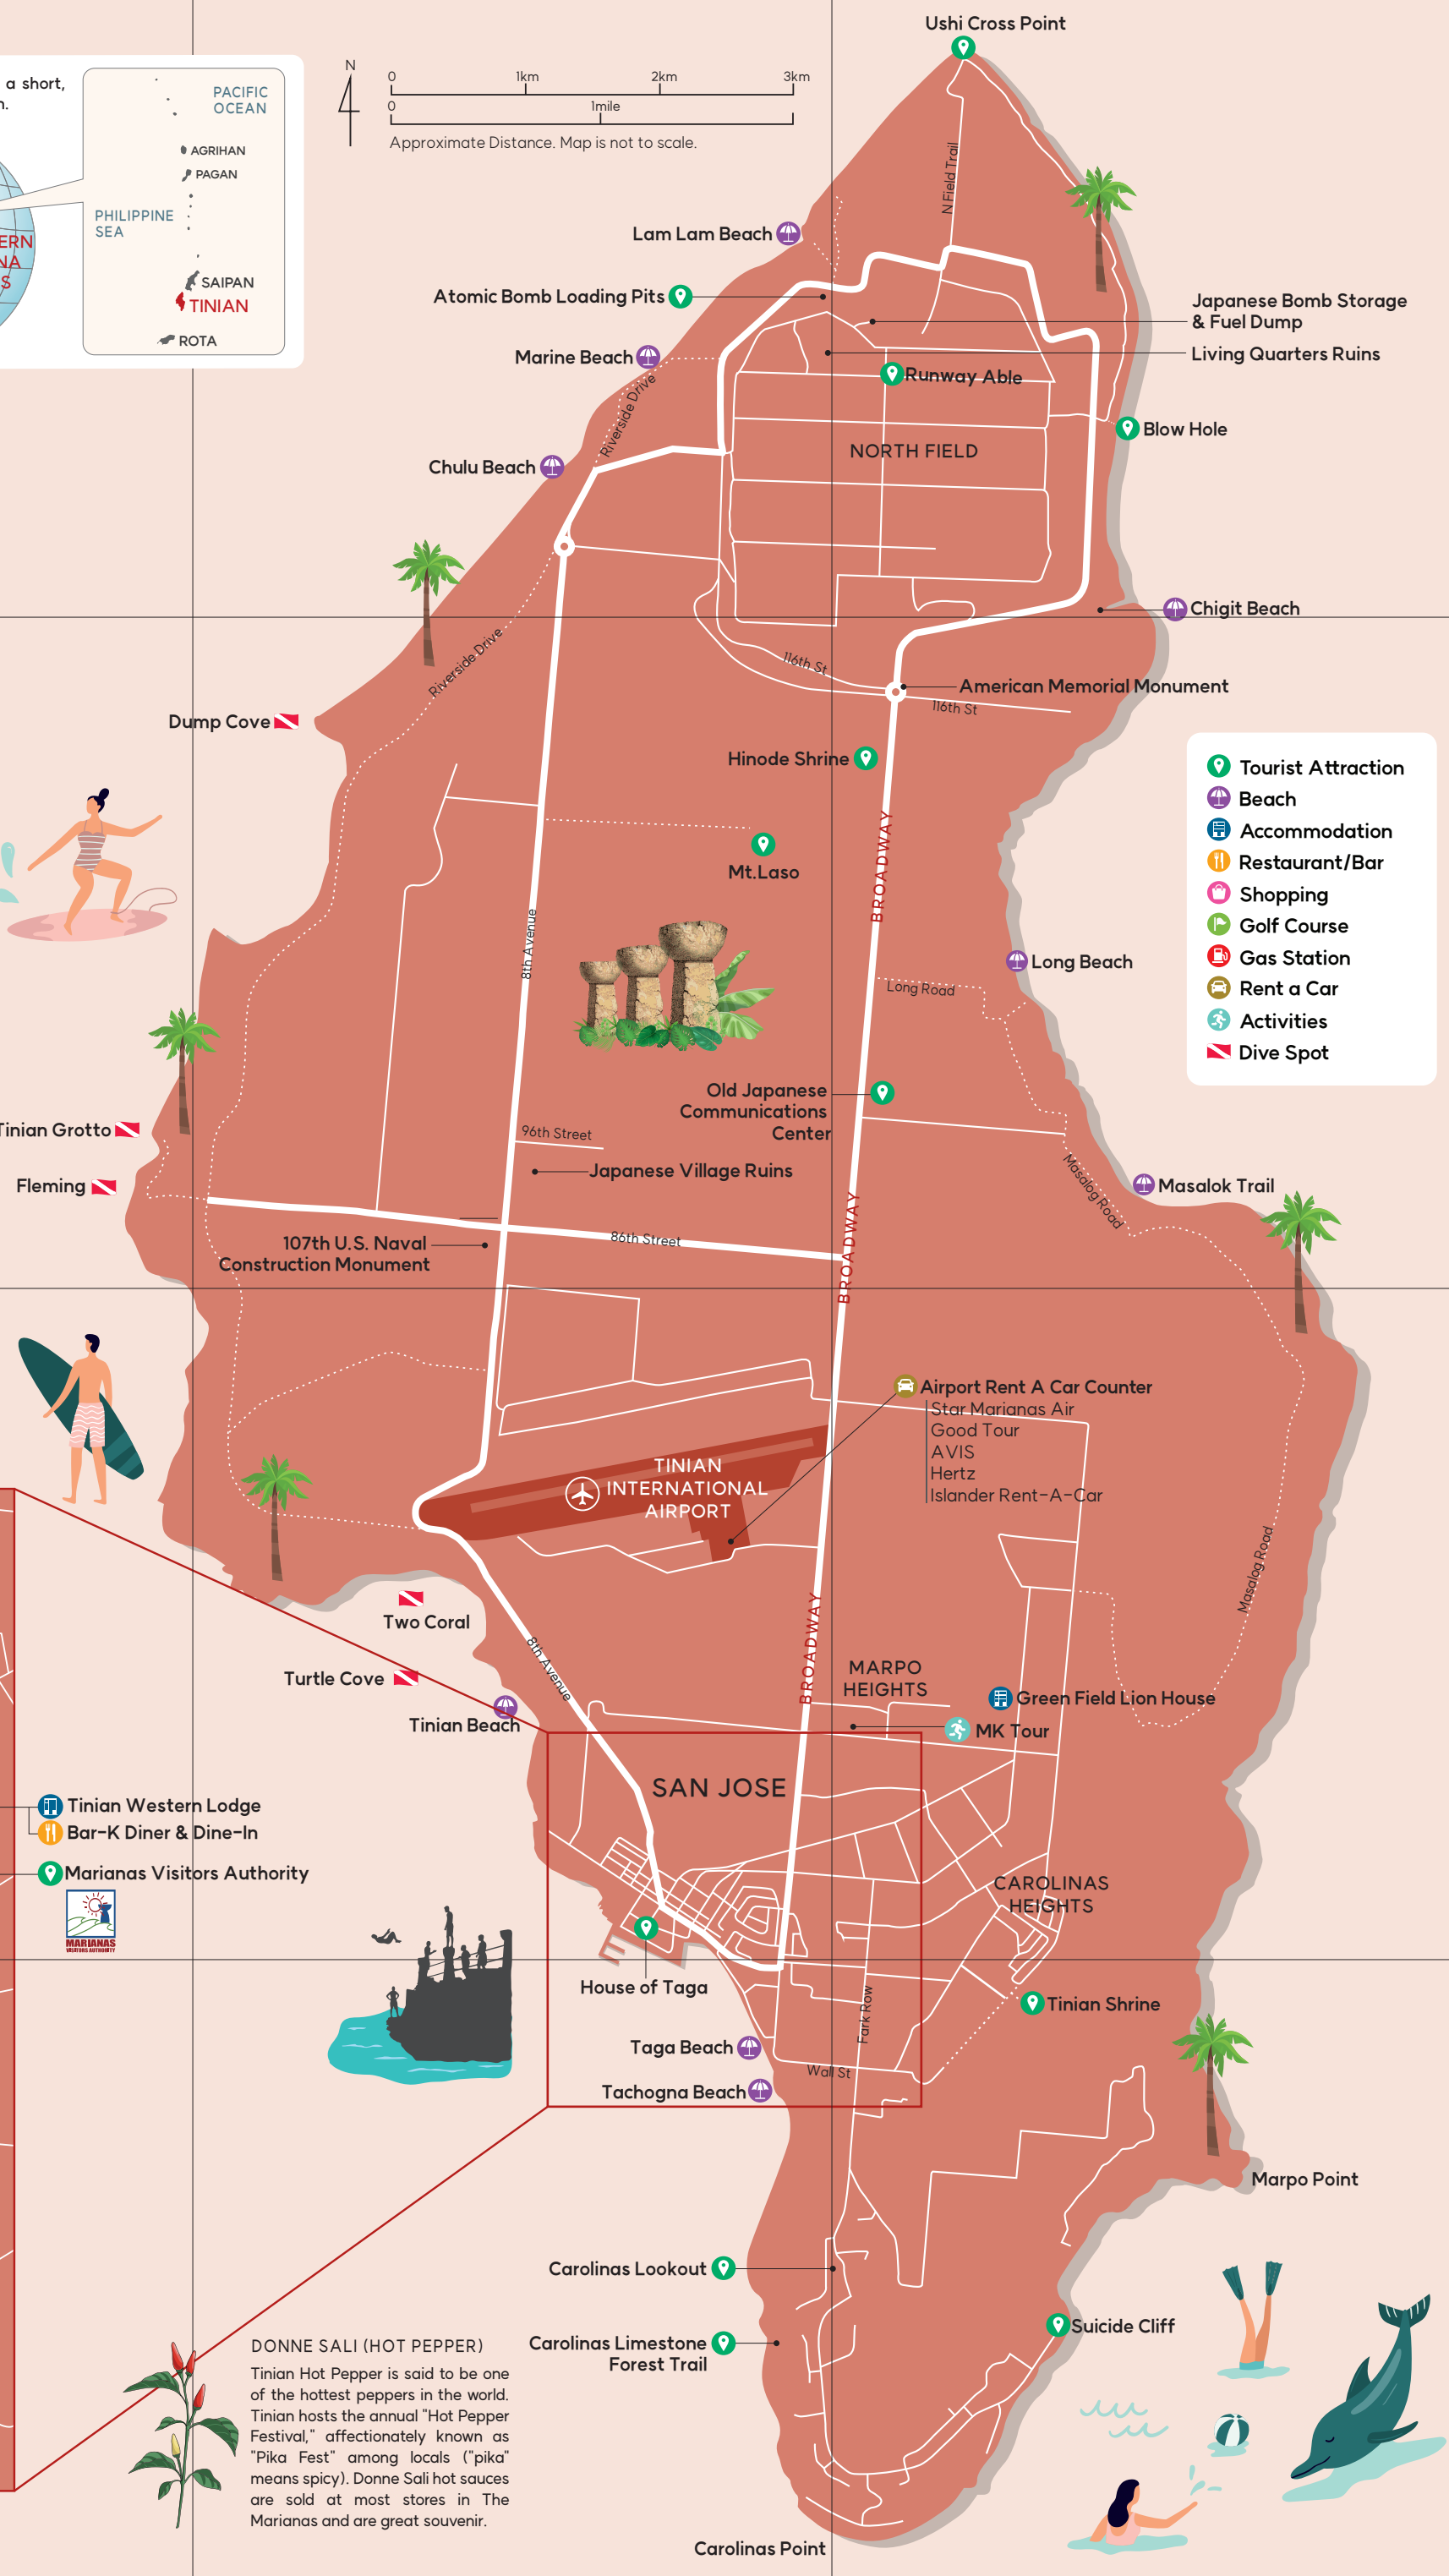 Ushi Cross Point
a short,
n.
PACIFIC
OCEAN
AGRIHAN
PAGAN
PHILIPPINE
SEA
ERN
NA
S
SAIPAN
TINIAN
ROTA
N
0 1km 2km 3km
0 1mile
Approximate Distance. Map is not to scale.
N Field Trail
Lam Lam Beach
Atomic Bomb Loading Pits
Japanese Bomb Storage
& Fuel Dump
Living Quarters Ruins
Marine Beach
Runway Able
Riverside Drive
Blow Hole
NORTH FIELD
Chulu Beach
Chigit Beach
Riverside Drive
116th St
American Memorial Monument
116th St
Dump Cove
Hinode Shrine
Tourist Attraction
Beach
Accommodation
Restaurant/Bar
Shopping
Golf Course
Gas Station
Rent a Car
Activities
Dive Spot
BROADWAY
Mt.Laso
8th Avenue
Long Beach
Long Road
Old Japanese
Communications
Center
Tinian Grotto
96th Street
Japanese Village Ruins
Masalog Road
Fleming
Masalok Trail
107th U.S. Naval
Construction Monument
86th Street
BROADWAY
Airport Rent A Car Counter
Star Marianas Air
Good Tour
AVIS
Hertz
Islander Rent-A-Car
TINIAN
INTERNATIONAL
AIRPORT
Masalog Road
Two Coral
BROADWAY
8th Avenue
Turtle Cove
MARPO
HEIGHTS
Green Field Lion House
Tinian Beach
MK Tour
SAN JOSE
Tinian Western Lodge
Bar-K Diner & Dine-In
Marianas Visitors Authority
MARIANAS
VISITORS AUTHORITY
CAROLINAS
HEIGHTS
House of Taga
Tinian Shrine
Park Row
Taga Beach
Wall St
Tachogna Beach
Marpo Point
Carolinas Lookout
Suicide Cliff
Carolinas Limestone
Forest Trail
DONNE SALI (HOT PEPPER)
Tinian Hot Pepper is said to be one
of the hottest peppers in the world.
Tinian hosts the annual "Hot Pepper
Festival," affectionately known as
"Pika Fest" among locals ("pika"
means spicy). Donne Sali hot sauces
are sold at most stores in The
Marianas and are great souvenir.
Carolinas Point